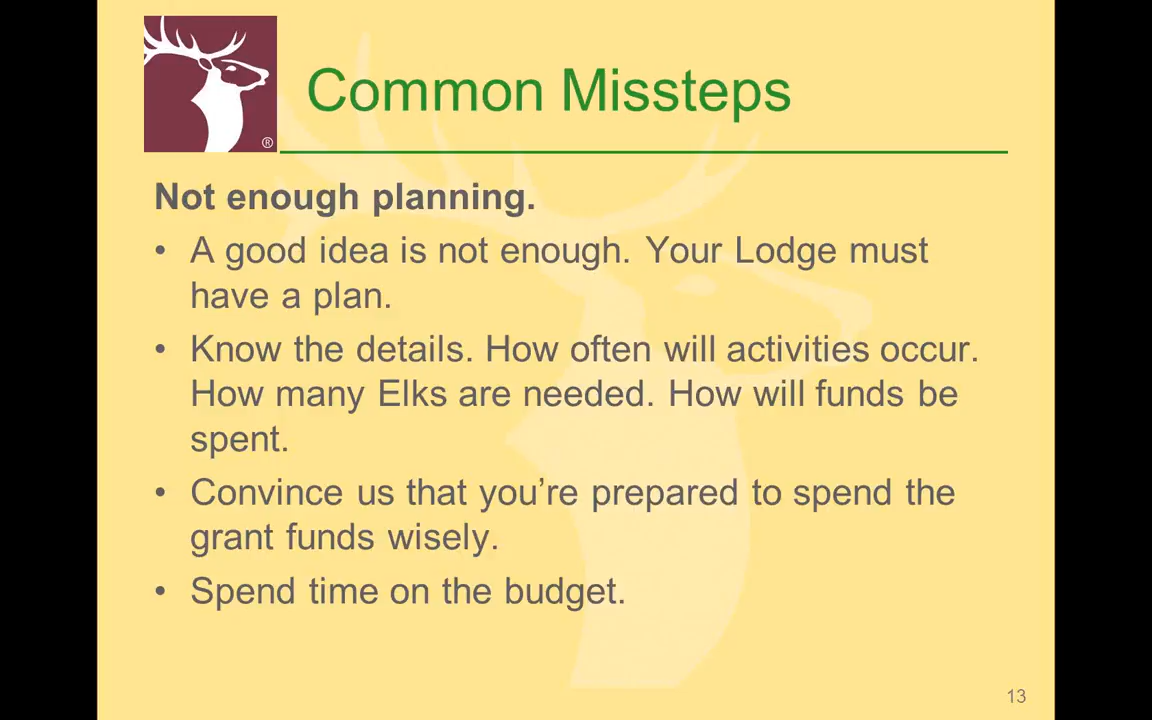 ®
Common Missteps
Not enough planning.
• A good idea is not enough. Your Lodge must
have a plan.
• Know the details. How often will activities occur.
How many Elks are needed. How will funds be
spent.
• Convince us that you’re prepared to spend the
grant funds wisely.
• Spend time on the budget.
13